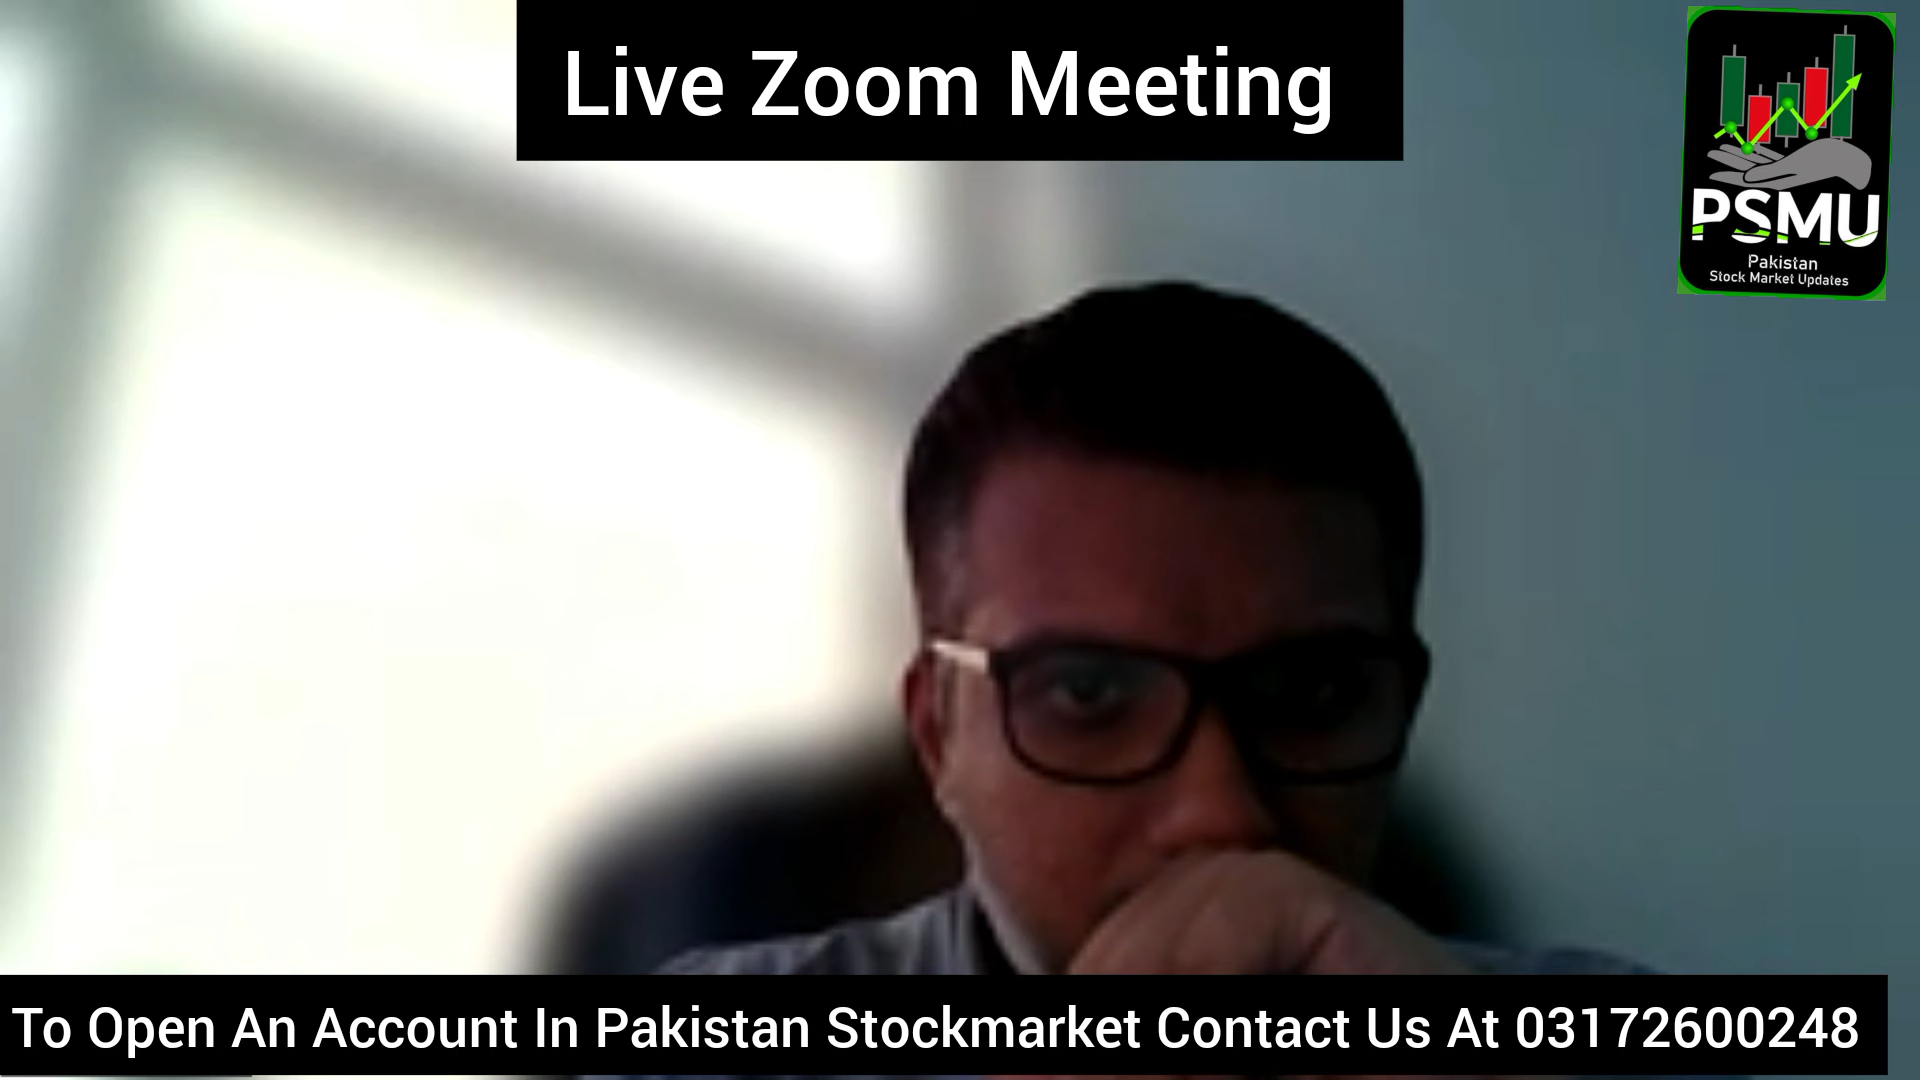 Live Zoom Meeting
PSMU
Pakistan
Stock Market Updates
To Open An Account In Pakistan Stockmarket Contact Us At 03172600248